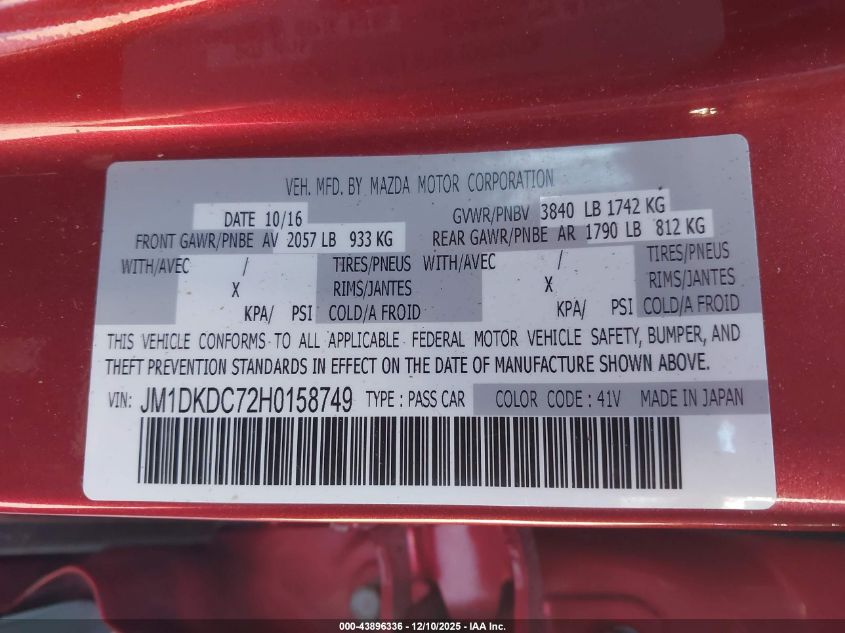 VEH. MFD. BY MAZDA MOTOR CORPORATION
DATE 10/16 GVWR/PNBV 3840 LB 1742 KG
FRONT GAWR/PNBE AV 2057 LB 933 KG REAR GAWR/PNBE AR 1790 LB 812 KG
WITH/AVEC / TIRES/PNEUS WITH/AVEC / TIRES/PNEUS
X RIMS/JANTES X RIMS/JANTES
KPA/ PSI COLD/A FROID KPA/ PSI COLD/A FROID
THIS VEHICLE CONFORMS TO ALL APPLICABLE FEDERAL MOTOR VEHICLE SAFETY, BUMPER, AND
THEFT PREVENTION STANDARDS IN EFFECT ON THE DATE OF MANUFACTURE SHOWN ABOVE.
VIN: JM1DKDC72H0158749 TYPE : PASS CAR COLOR CODE : 41V MADE IN JAPAN
000-43896336 - 12/10/2025 - IAA Inc.